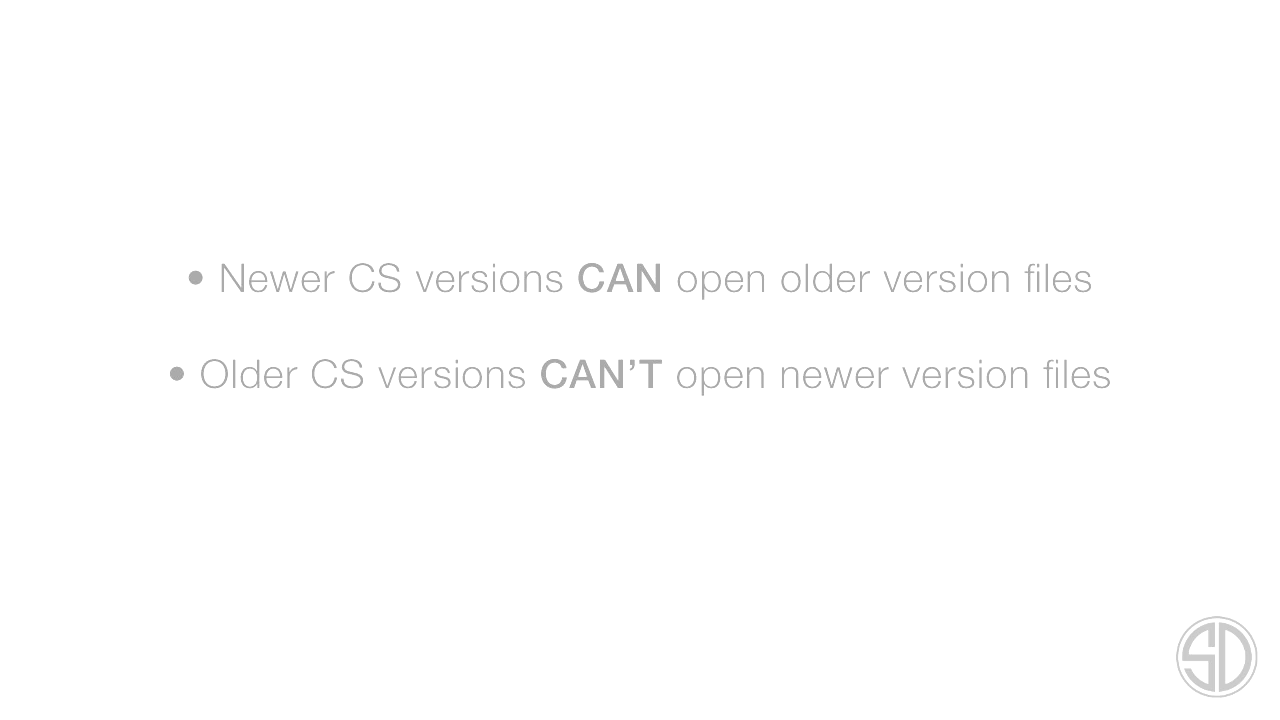 • Newer CS versions CAN open older version files
• Older CS versions CAN’T open newer version files
SD